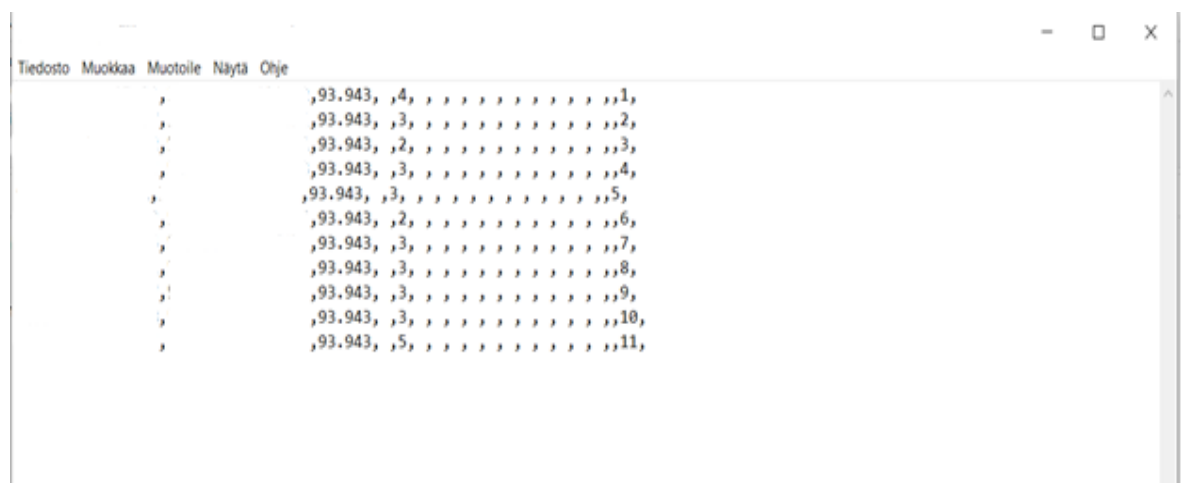 Tiedosto Muokkaa Muotoile Näytä Ohje
, ,93.943, ,4, , , , , , , , , , ,,1,
, ,93.943, ,3, , , , , , , , , , ,,2,
, ,93.943, ,2, , , , , , , , , , ,,3,
, ,93.943, ,3, , , , , , , , , , ,,4,
, ,93.943, ,3, , , , , , , , , , ,,5,
, ,93.943, ,2, , , , , , , , , , ,,6,
, ,93.943, ,3, , , , , , , , , , ,,7,
, ,93.943, ,3, , , , , , , , , , ,,8,
, ,93.943, ,3, , , , , , , , , , ,,9,
, ,93.943, ,3, , , , , , , , , , ,,10,
, ,93.943, ,5, , , , , , , , , , ,,11,